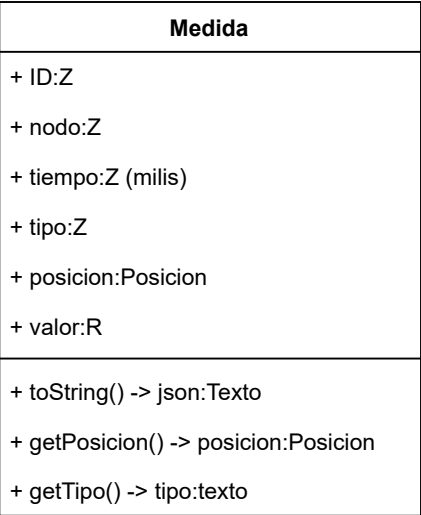 Medida
+ ID:Z
+ nodo:Z
+ tiempo:Z (milis)
+ tipo:Z
+ posicion:Posicion
+ valor:R
+ toString() -> json:Texto
+ getPosicion() -> posicion:Posicion
+ getTipo() -> tipo:texto